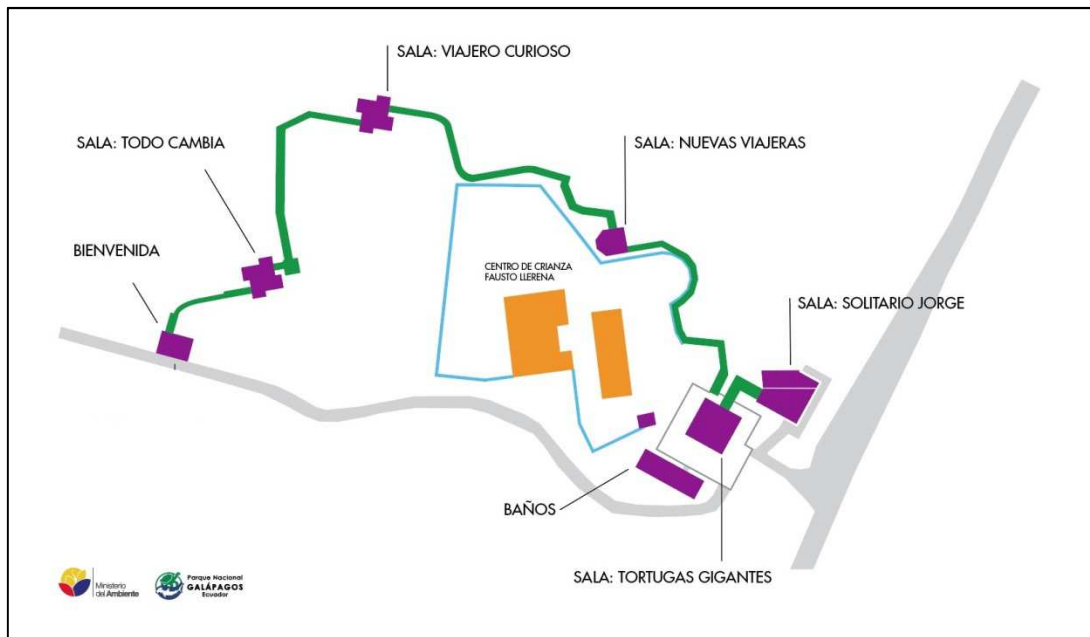 SALA: VIAJERO CURIOSO
SALA: TODO CAMBIA
SALA: NUEVAS VIAJERAS
BIENVENIDA
CENTRO DE CRIANZA
FAUSTO LLERENA
SALA: SOLITARIO JORGE
BAÑOS
SALA: TORTUGAS GIGANTES
Ministerio
del Ambiente
Parque Nacional
GALÁPAGOS
Ecuador